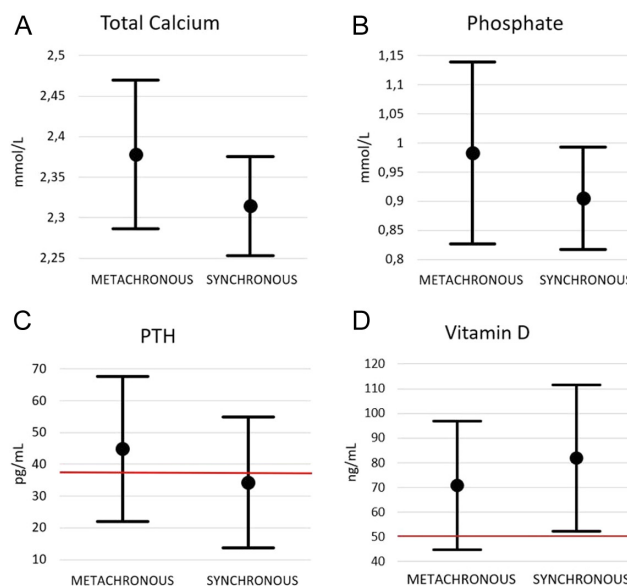 A
Total Calcium
2,5
2,45
2,4
2,35
2,3
2,25
mmol/L
METACHRONOUS SYNCHRONOUS
B
Phosphate
1,15
1,1
1,05
1
0,95
0,9
0,85
0,8
mmol/L
METACHRONOUS SYNCHRONOUS
C
PTH
70
60
50
40
30
20
10
pg/mL
METACHRONOUS SYNCHRONOUS
D
Vitamin D
120
110
100
90
80
70
60
50
40
ng/mL
METACHRONOUS SYNCHRONOUS